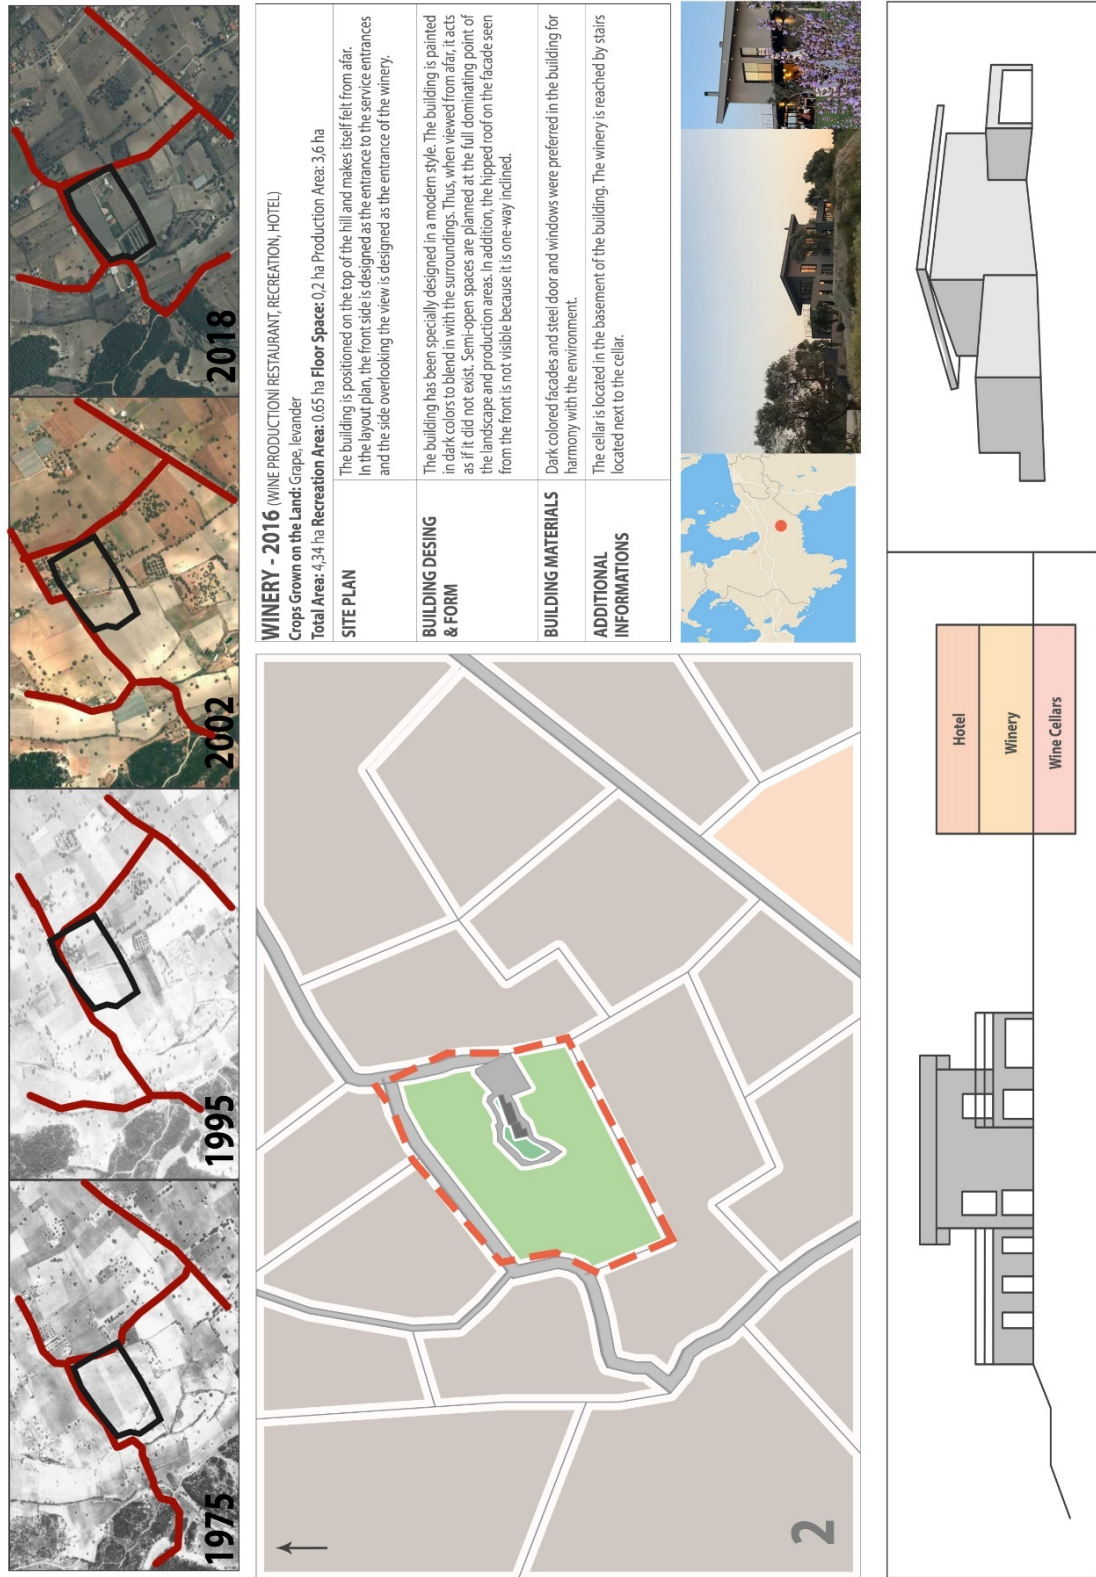 1975
1995
2002
2018
2
WINERY - 2016 (WINE PRODUCTIONİ RESTAURANT, RECREATION, HOTEL)
Crops Grown on the Land: Grape, levander
Total Area: 4,34 ha Recreation Area: 0.65 ha Floor Space: 0,2 ha Production Area: 3,6 ha
SITE PLAN
The building is positioned on the top of the hill and makes itself felt from afar.
In the layout plan, the front side is designed as the entrance to the service entrances
and the side overlooking the view is designed as the entrance of the winery.
BUILDING DESING
& FORM
The building has been specially designed in a modern style. The building is painted
in dark colors to blend in with the surroundings. Thus, when viewed from afar, it acts
as if it did not exist. Semi-open spaces are planned at the full dominating point of
the landscape and production areas. In addition, the hipped roof on the facade seen
from the front is not visible because it is one-way inclined.
BUILDING MATERIALS
Dark colored facades and steel door and windows were preferred in the building for
harmony with the environment.
ADDITIONAL
INFORMATIONS
The cellar is located in the basement of the building. The winery is reached by stairs
located next to the cellar.
Hotel
Winery
Wine Cellars